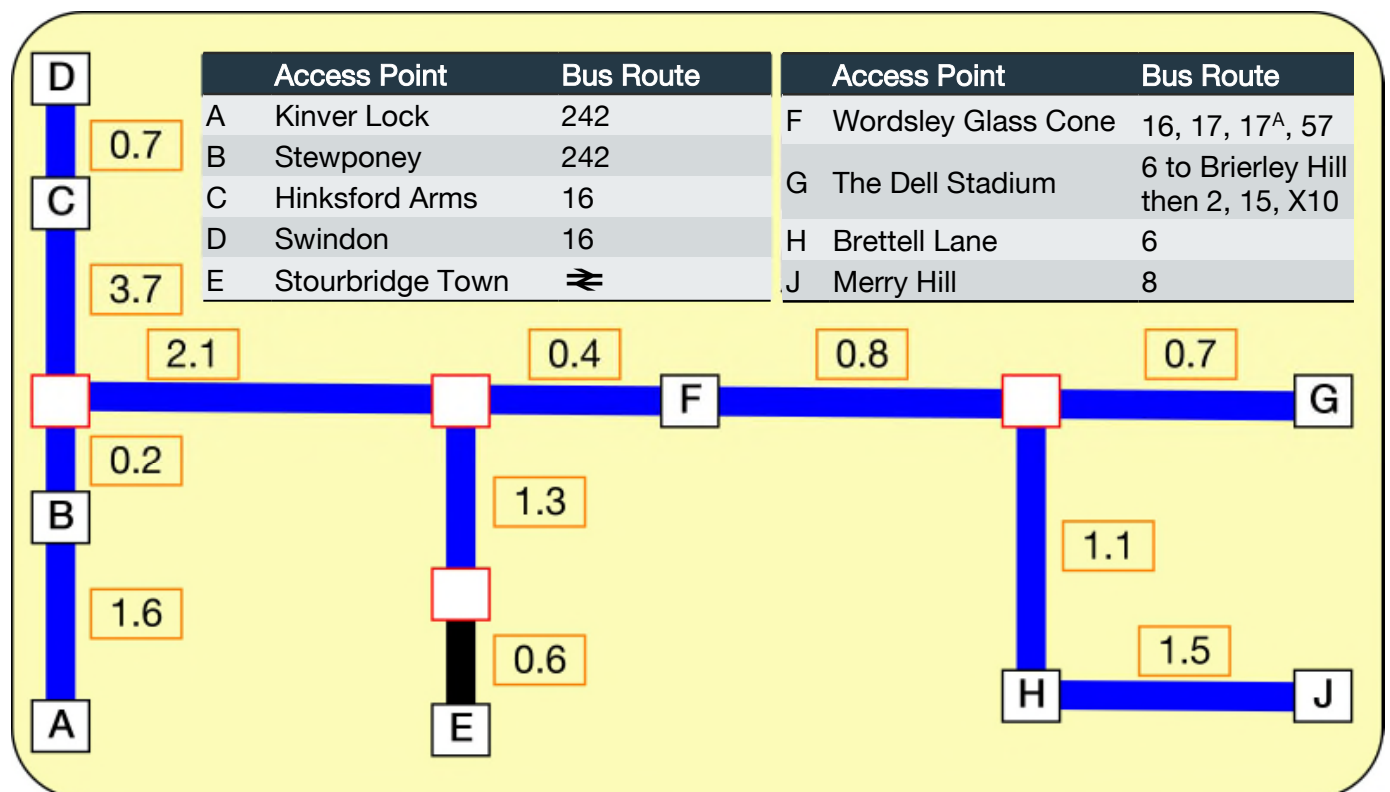 D
Access Point Bus Route
A Kinver Lock 242
B Stewponey 242
C Hinksford Arms 16
D Swindon 16
E Stourbridge Town
Access Point Bus Route
F Wordsley Glass Cone 16, 17, 17ᴬ, 57
G The Dell Stadium 6 to Brierley Hill
then 2, 15, X10
H Brettell Lane 6
J Merry Hill 8
0.7
C
3.7
2.1
0.4
0.8
0.7
F
G
0.2
B
1.3
1.1
1.6
0.6
1.5
A
E
H
J